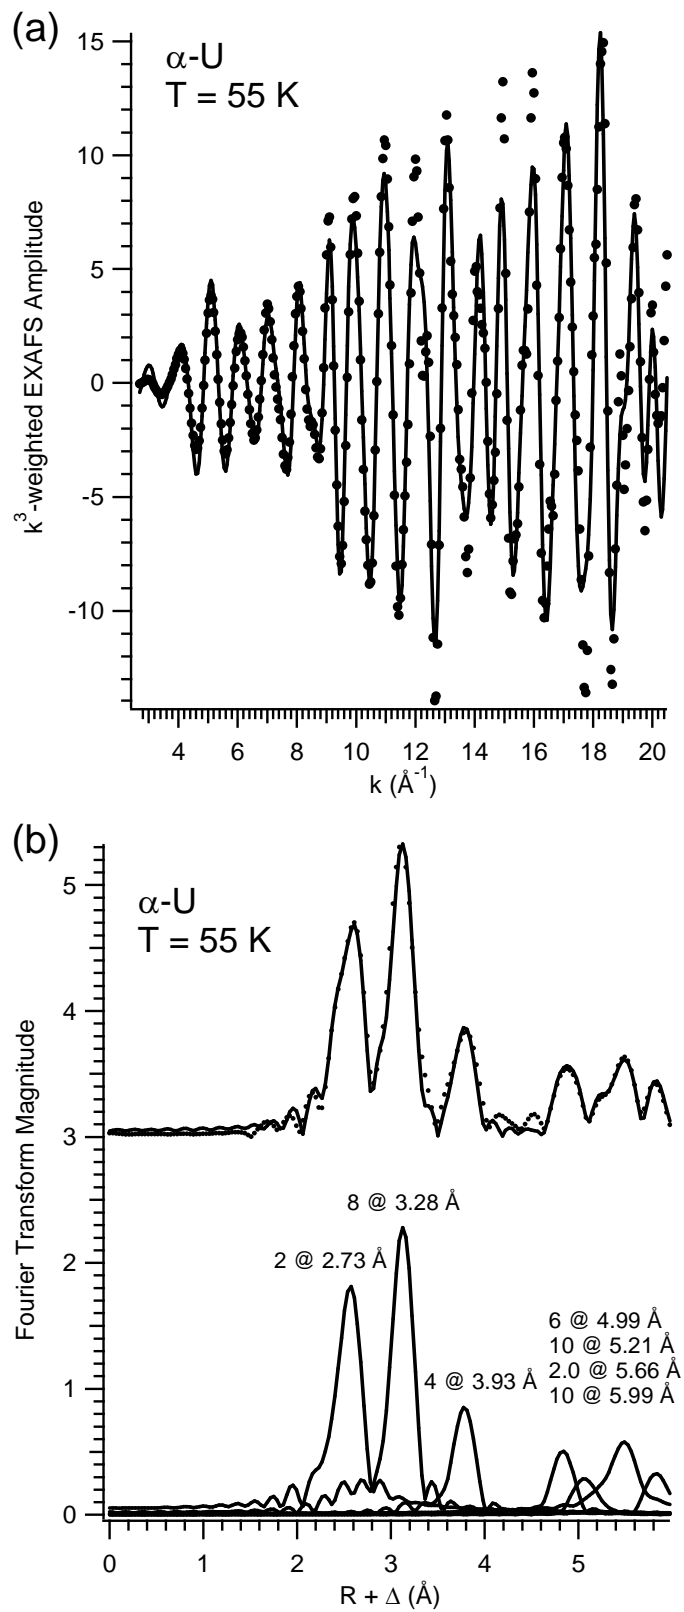 (a)
α-U
T = 55 K
15
10
5
0
-5
-10
k³-weighted EXAFS Amplitude
4 6 8 10 12 14 16 18 20
k (Å⁻¹)
(b)
α-U
T = 55 K
5
4
3
2
1
0
Fourier Transform Magnitude
8 @ 3.28 Å
2 @ 2.73 Å
4 @ 3.93 Å
6 @ 4.99 Å
10 @ 5.21 Å
2.0 @ 5.66 Å
10 @ 5.99 Å
0 1 2 3 4 5
R + Δ (Å)